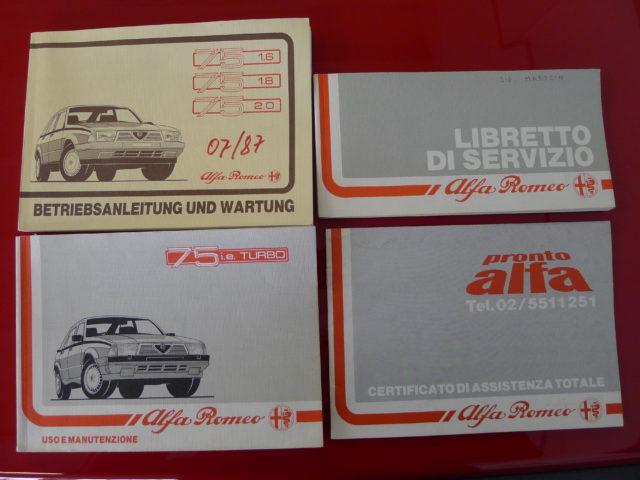 75 1.6
75 1.8
75 2.0
07/87
Alfa Romeo
BETRIEBSANLEITUNG UND WARTUNG
LIBRETTO
DI SERVIZIO
Alfa Romeo
75 i.e. TURBO
Alfa Romeo
USO E MANUTENZIONE
pronto
alfa
Tel.02/5511251
CERTIFICATO DI ASSISTENZA TOTALE
Alfa Romeo